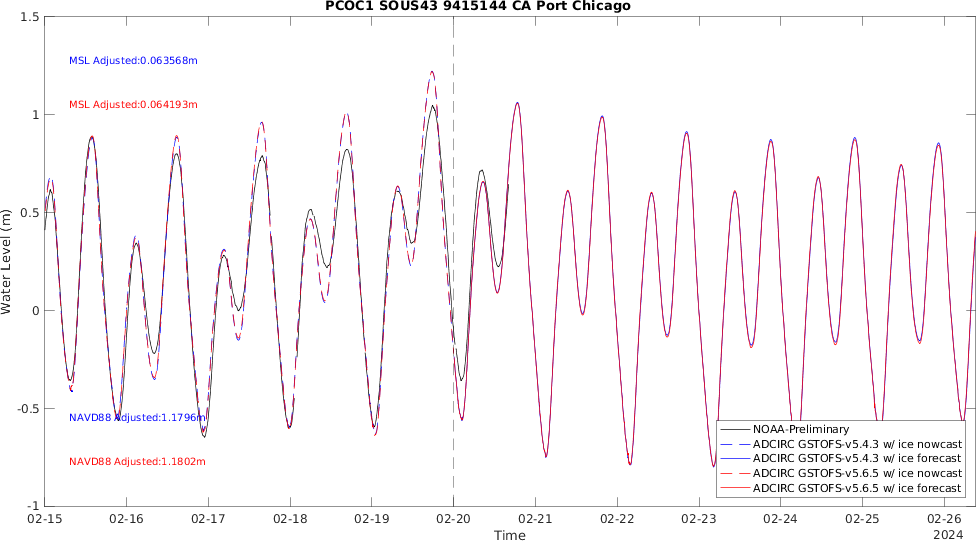 PCOC1 SOUS43 9415144 CA Port Chicago
1.5
1
0.5
0
-0.5
-1
Water Level (m)
MSL Adjusted:0.063568m
MSL Adjusted:0.064193m
NAVD88 Adjusted:1.1796m
NAVD88 Adjusted:1.1802m
NOAA-Preliminary
ADCIRC GSTOFS-v5.4.3 w/ ice nowcast
ADCIRC GSTOFS-v5.4.3 w/ ice forecast
ADCIRC GSTOFS-v5.6.5 w/ ice nowcast
ADCIRC GSTOFS-v5.6.5 w/ ice forecast
02-15 02-16 02-17 02-18 02-19 02-20 02-21 02-22 02-23 02-24 02-25 02-26
Time
2024